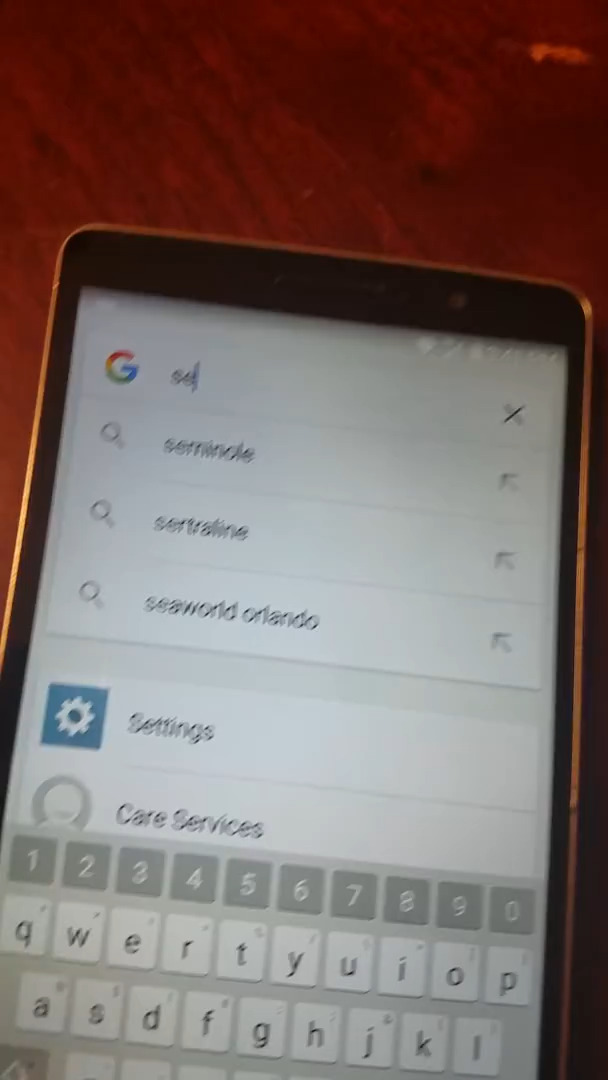 se
seminole
sertraline
seaworld orlando
Settings
Care Services
1 2 3 4 5 6 7 8 9 0
q w e r t y u i o p
a s d f g h j k l